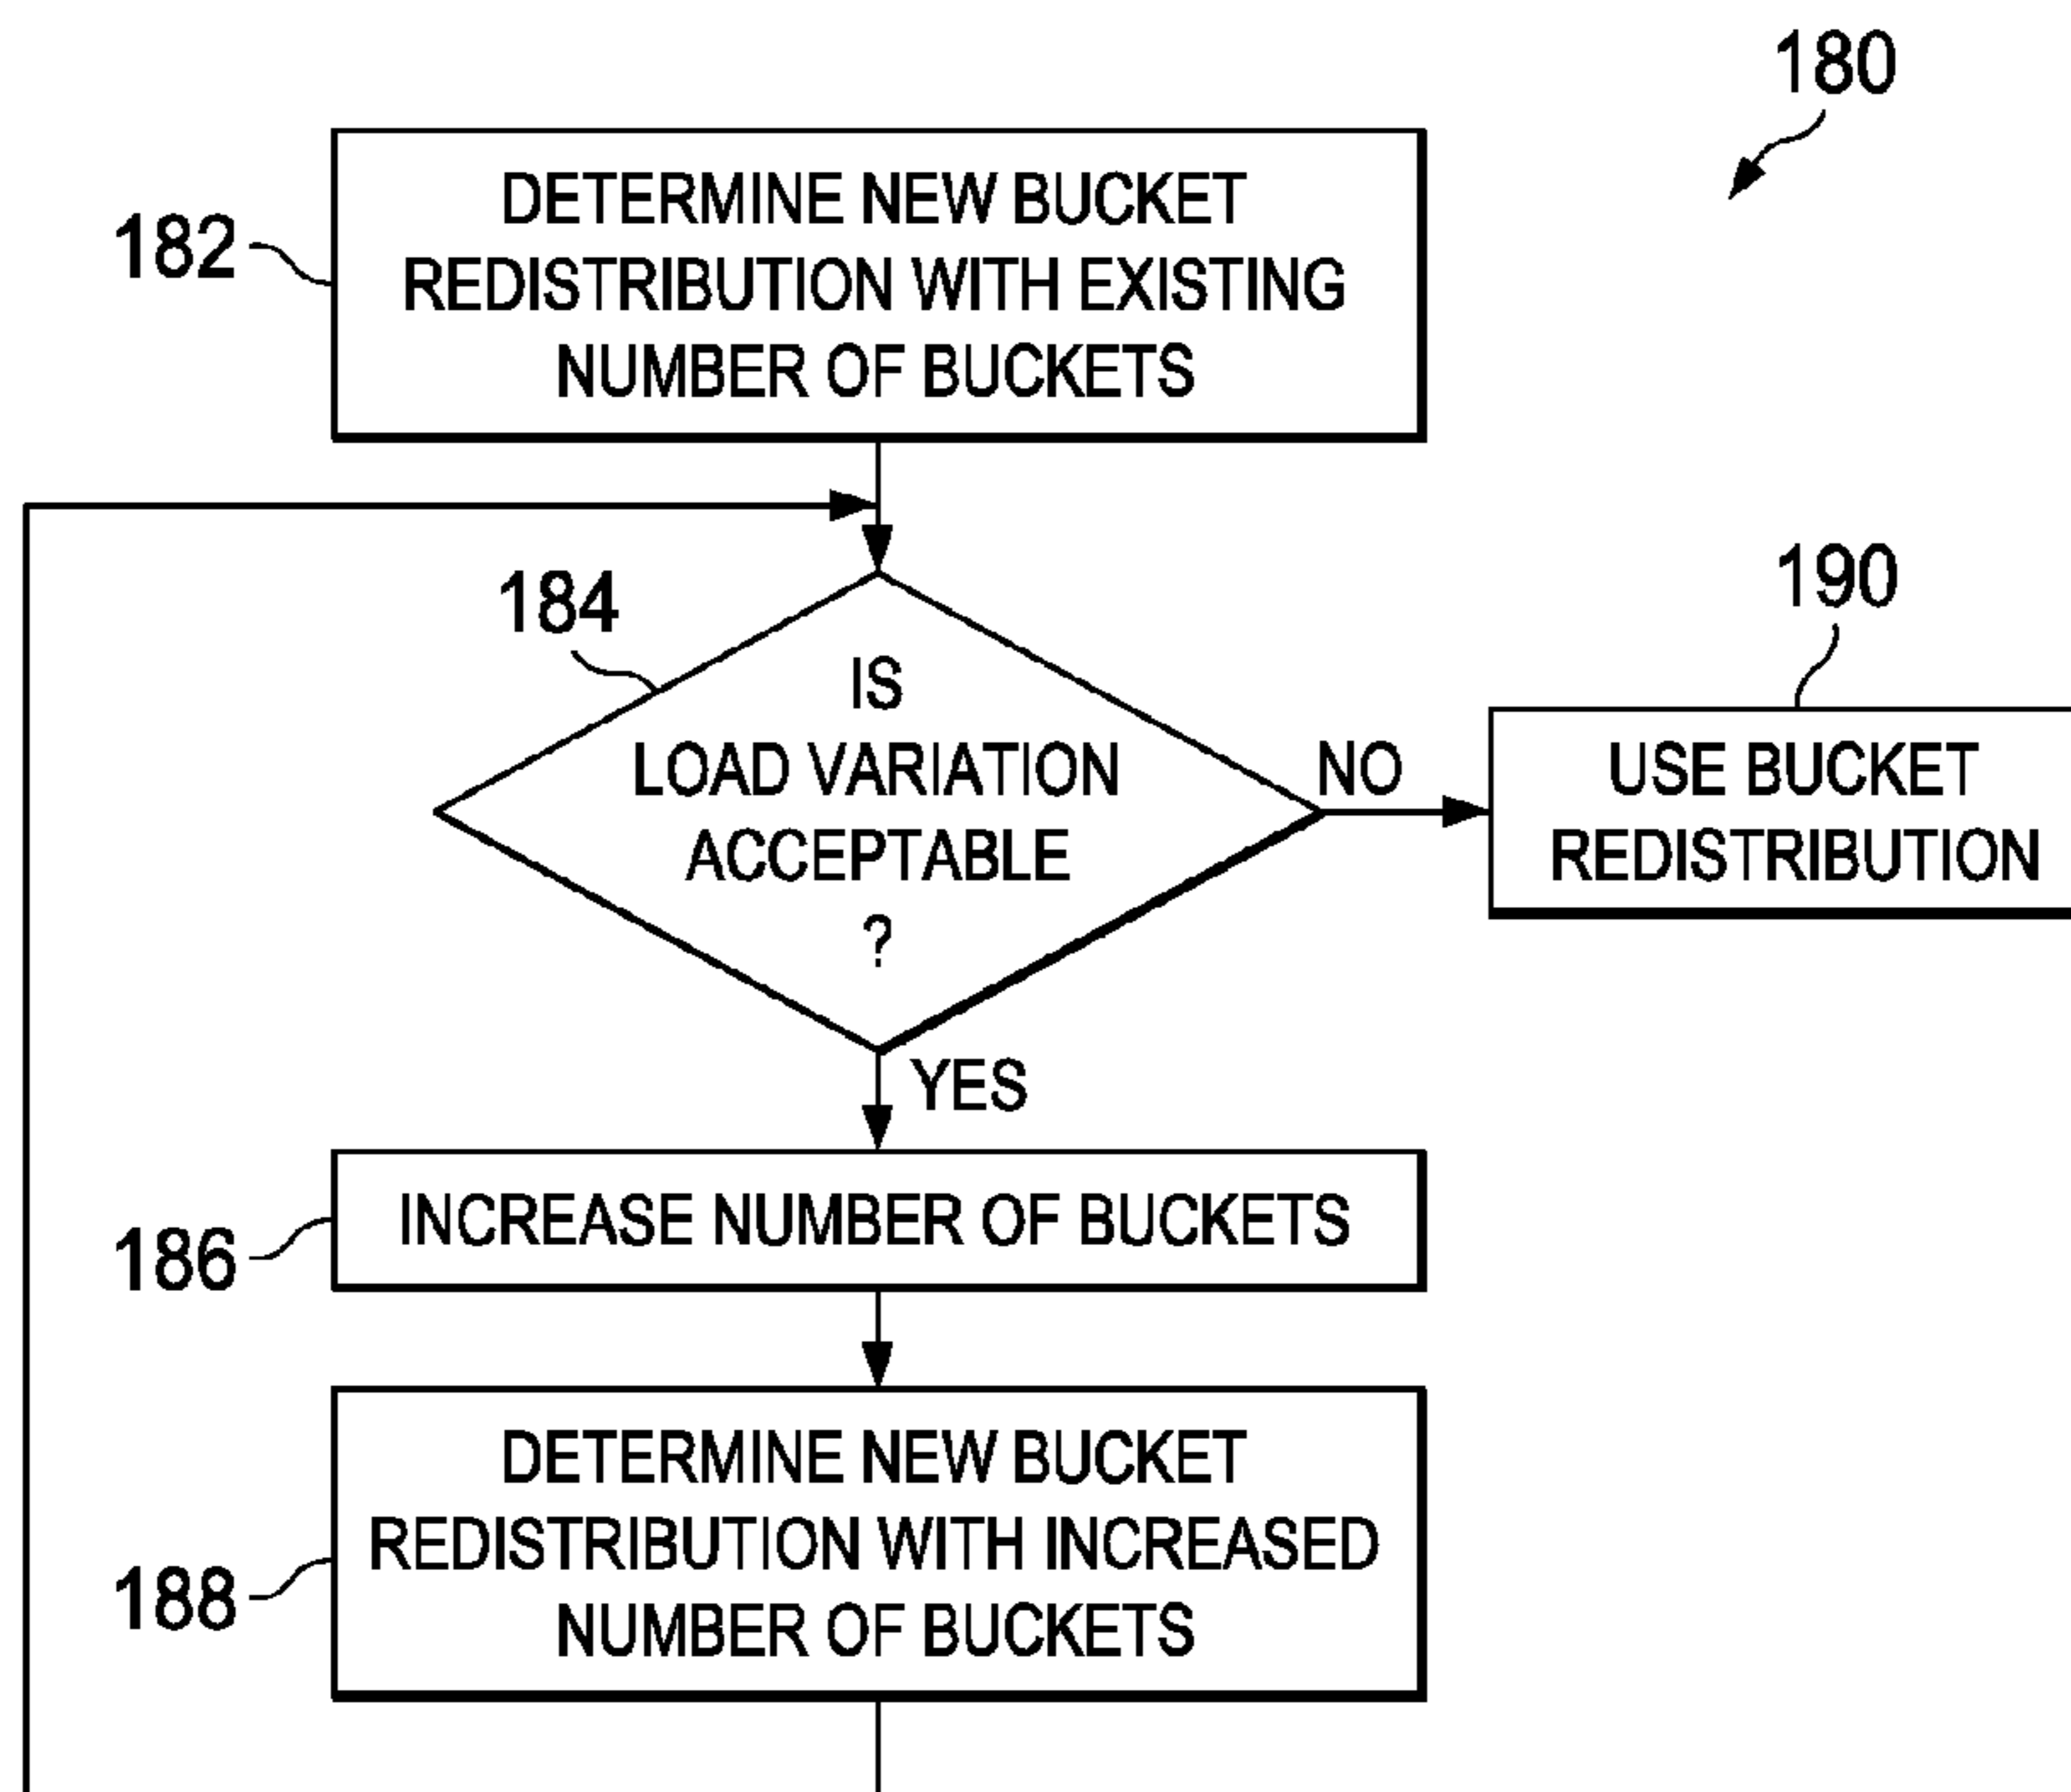 180
182
DETERMINE NEW BUCKET
REDISTRIBUTION WITH EXISTING
NUMBER OF BUCKETS
184
IS
LOAD VARIATION
ACCEPTABLE
?
NO
190
USE BUCKET
REDISTRIBUTION
YES
186
INCREASE NUMBER OF BUCKETS
188
DETERMINE NEW BUCKET
REDISTRIBUTION WITH INCREASED
NUMBER OF BUCKETS